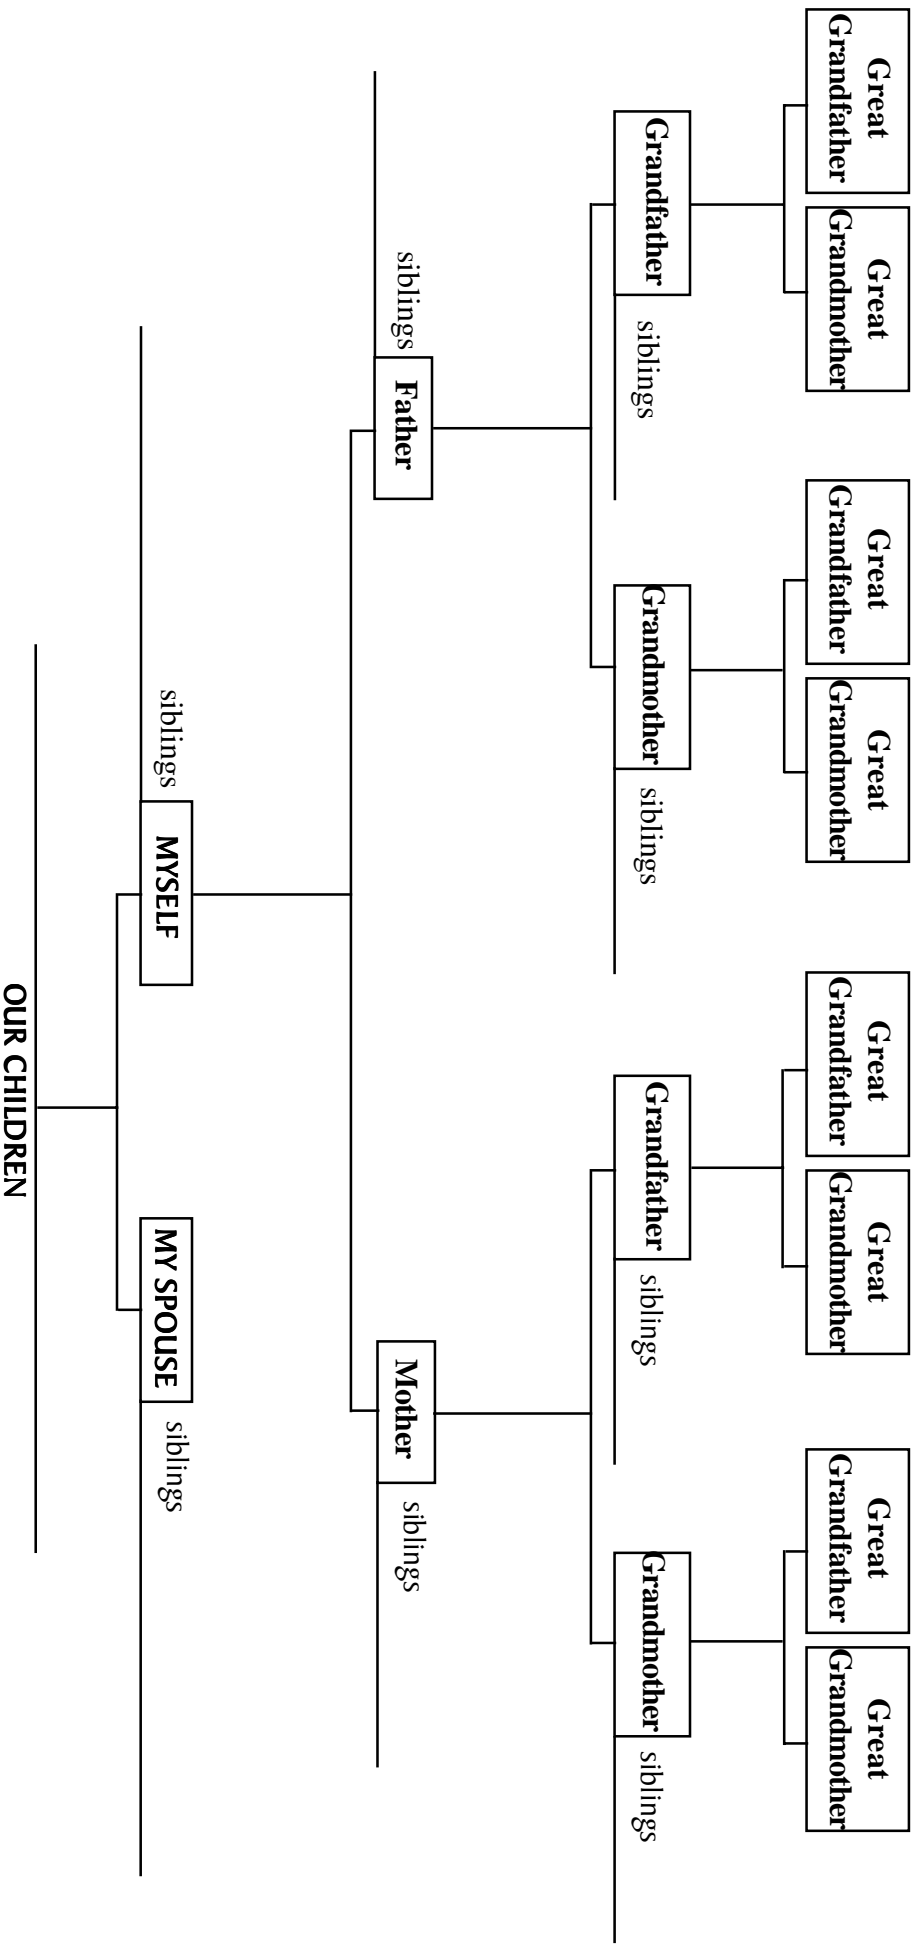 Great
Grandfather
Great
Grandmother
Great
Grandfather
Great
Grandmother
Great
Grandfather
Great
Grandmother
Great
Grandfather
Great
Grandmother
Grandfather
siblings
Grandmother
siblings
Grandfather
siblings
Grandmother
siblings
siblings
Father
Mother
siblings
siblings
MYSELF
MY SPOUSE
siblings
OUR CHILDREN